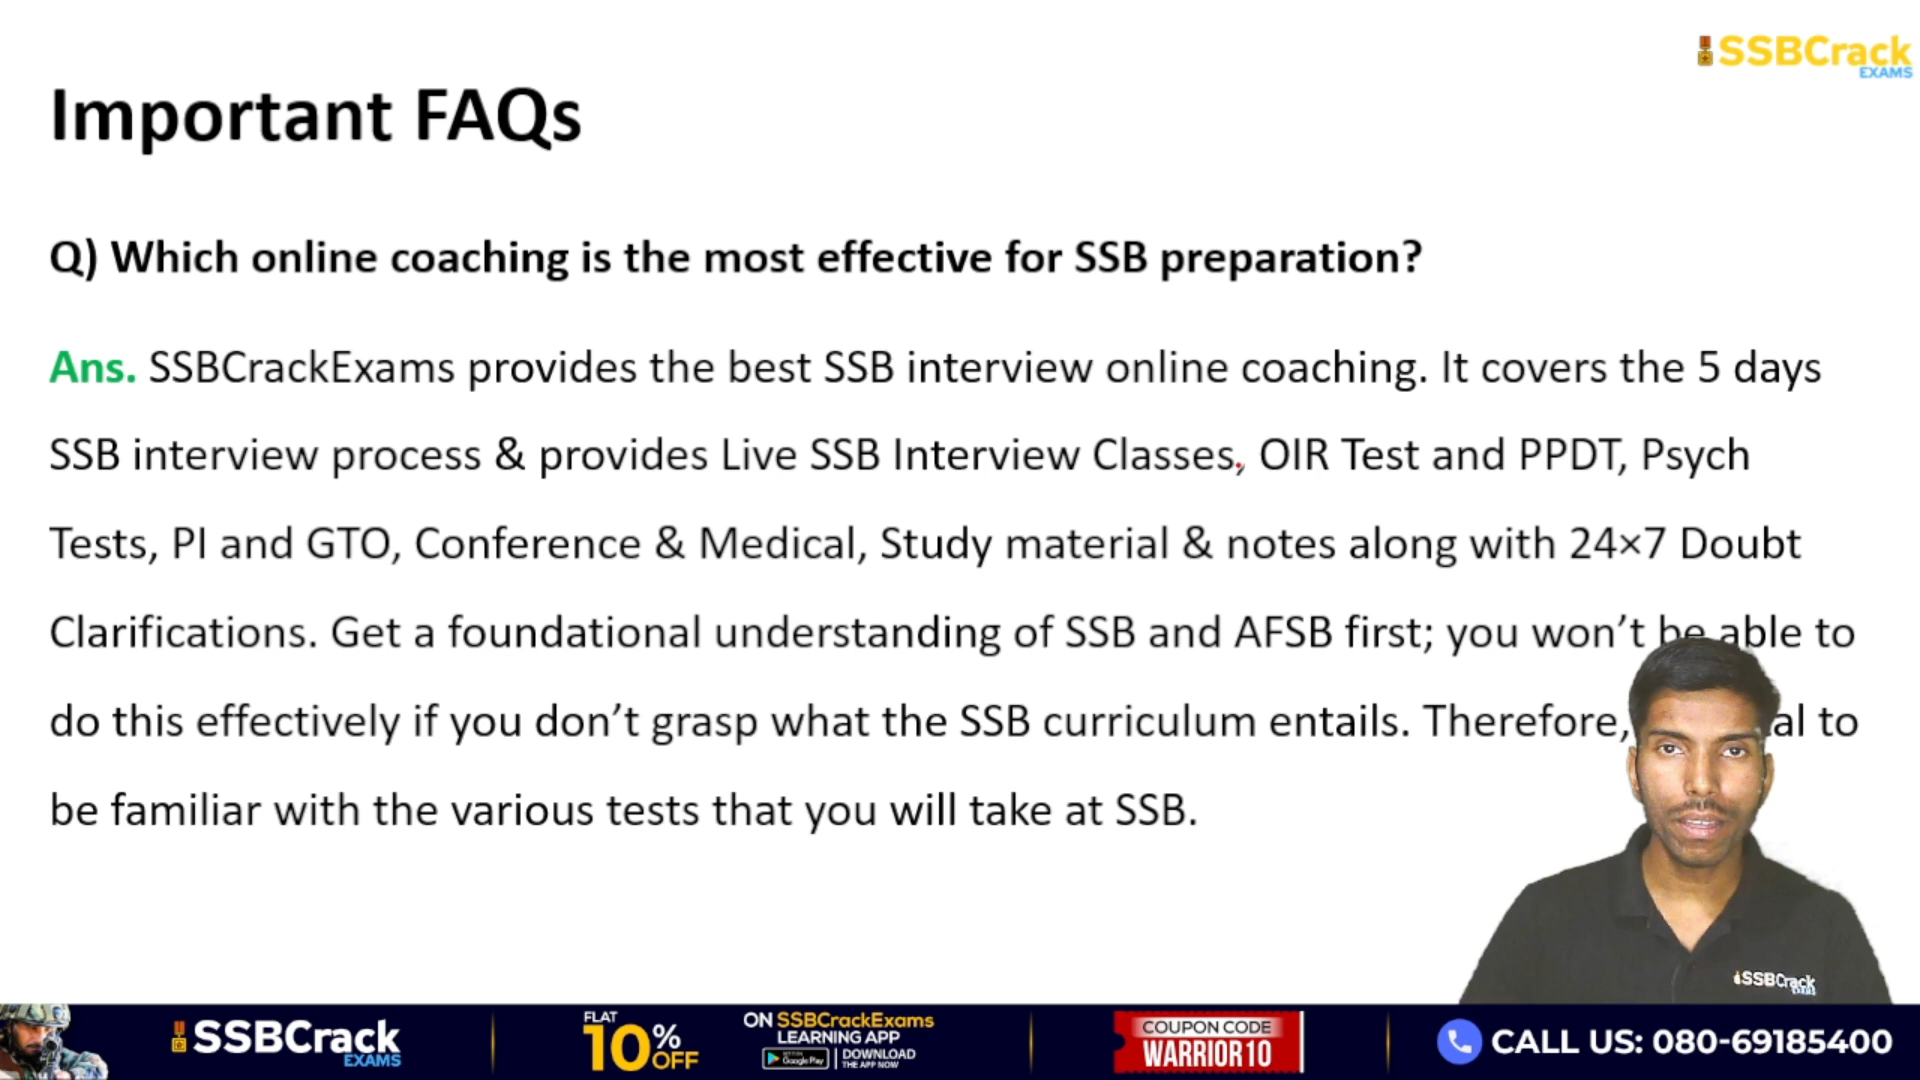 SSBCrack
EXAMS
Important FAQs
Q) Which online coaching is the most effective for SSB preparation?
Ans. SSBCrackExams provides the best SSB interview online coaching. It covers the 5 days
SSB interview process & provides Live SSB Interview Classes, OIR Test and PPDT, Psych
Tests, PI and GTO, Conference & Medical, Study material & notes along with 24×7 Doubt
Clarifications. Get a foundational understanding of SSB and AFSB first; you won’t be able to
do this effectively if you don’t grasp what the SSB curriculum entails. Therefore, al to
be familiar with the various tests that you will take at SSB.
SSBCrack
SSBCrack
EXAMS
FLAT
10% OFF
ON SSBCrackExams
LEARNING APP
Google Play
DOWNLOAD
THE APP NOW
COUPON CODE
WARRIOR10
CALL US: 080-69185400